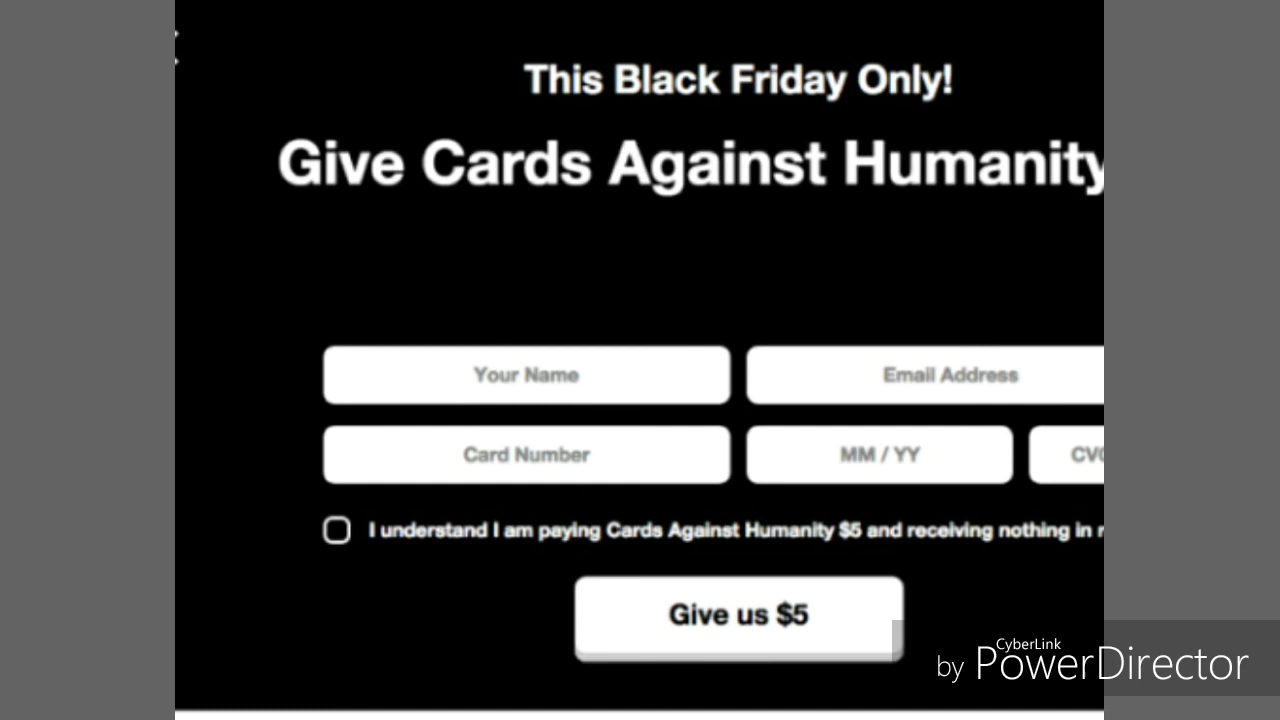 This Black Friday Only!
Give Cards Against Humanity
Your Name
Email Address
Card Number
MM / YY
CVC
I understand I am paying Cards Against Humanity $5 and receiving nothing in
Give us $5
CyberLink
by PowerDirector